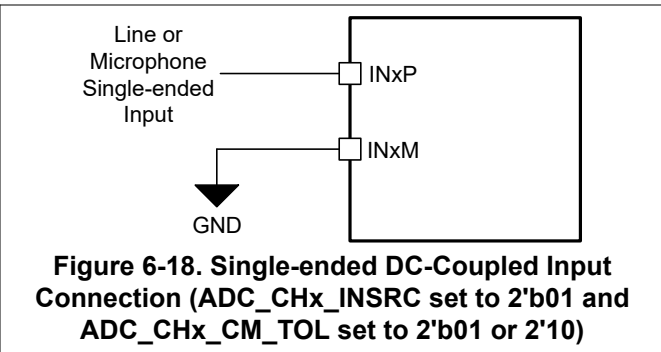 Line or
Microphone
Single-ended
Input
INxP
INxM
GND
Figure 6-18. Single-ended DC-Coupled Input
Connection (ADC_CHx_INSRC set to 2'b01 and
ADC_CHx_CM_TOL set to 2'b01 or 2'10)